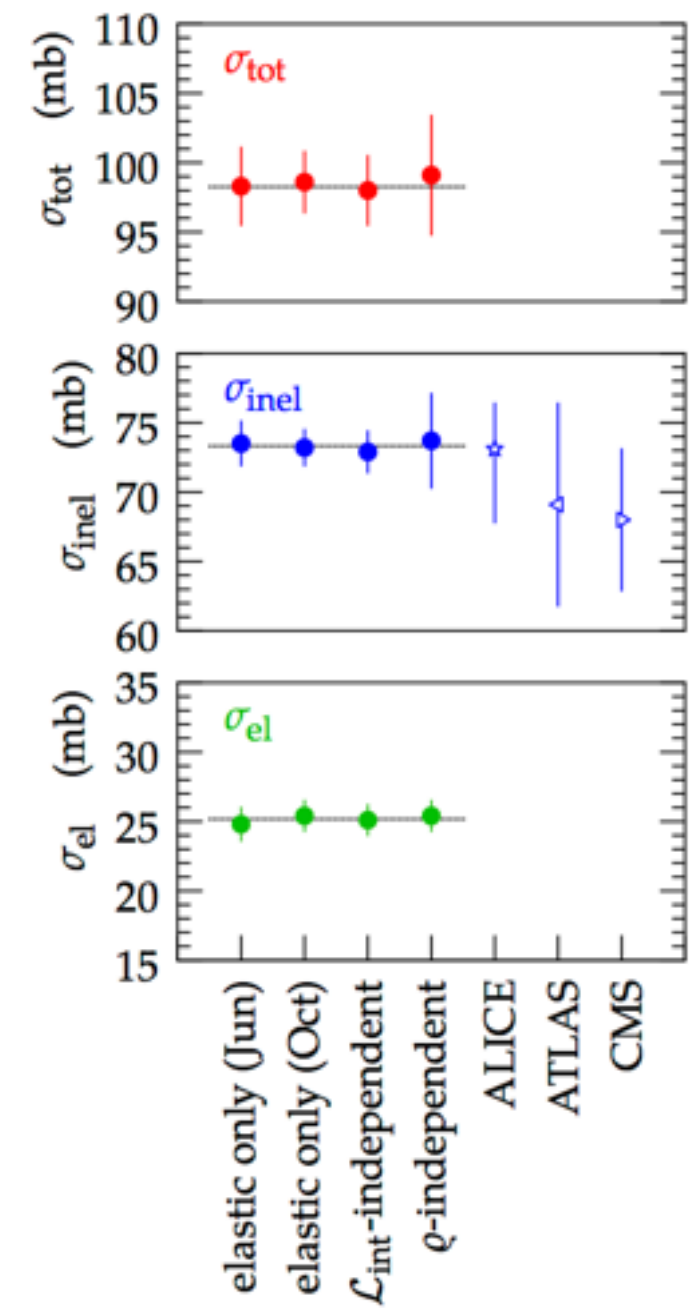 σtot (mb)
110
105
100
95
90
σtot
σinel (mb)
80
75
70
65
60
σinel
σel (mb)
35
30
25
20
15
σel
elastic only (Jun)
elastic only (Oct)
ℒint-independent
ϱ-independent
ALICE
ATLAS
CMS